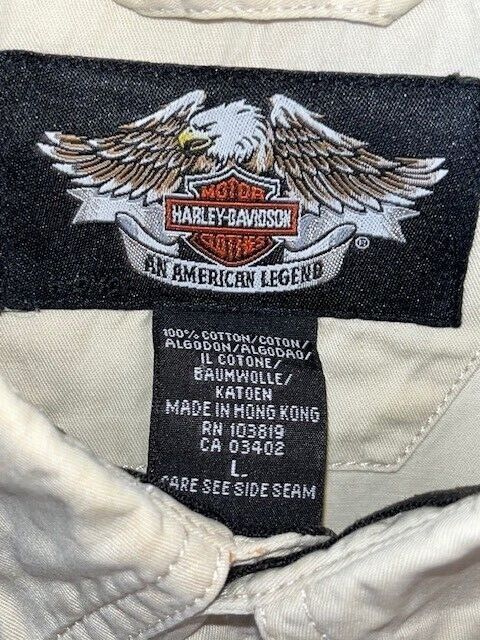 MOTOR
HARLEY-DAVIDSON
CLOTHES
®
AN AMERICAN LEGEND
100% COTTON/COTON/
ALGODON/ALGODAO/
IL COTONE/
BAUMWOLLE/
KATOEN
MADE IN HONG KONG
RN 103819
CA 03402
L
CARE SEE SIDE SEAM